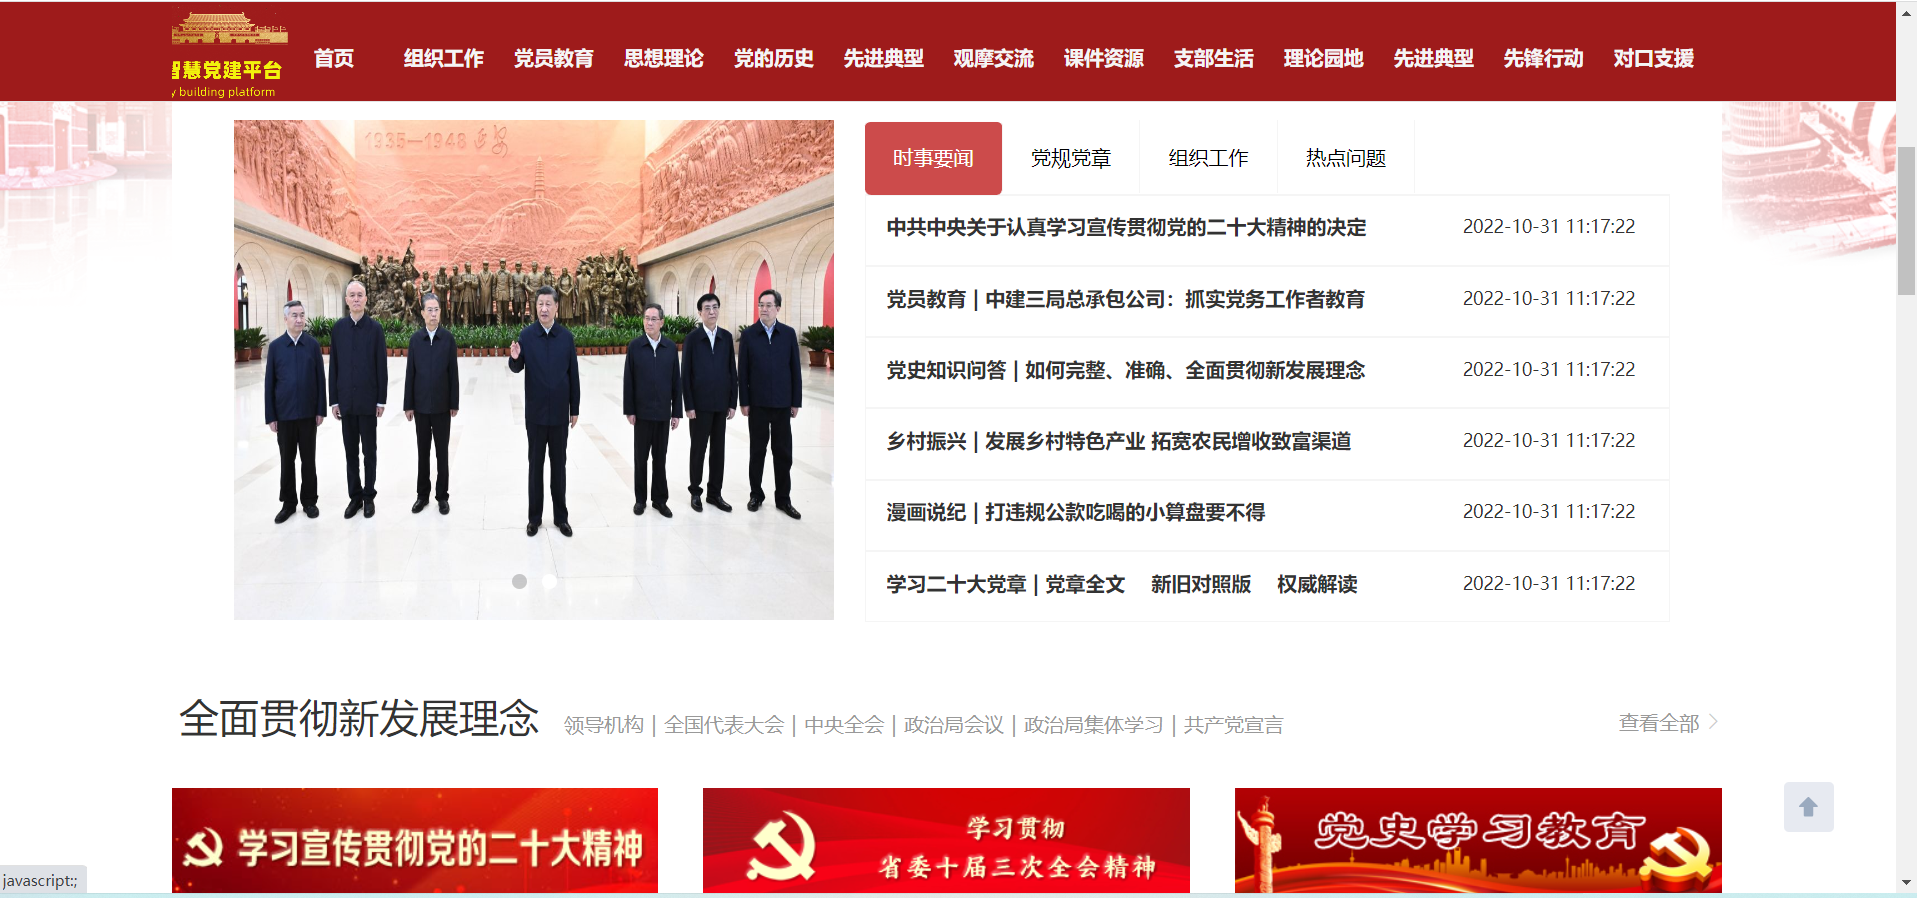 智慧党建平台
y building platform
首页 组织工作 党员教育 思想理论 党的历史 先进典型 观摩交流 课件资源 支部生活 理论园地 先进典型 先锋行动 对口支援
1935—1948
时事要闻 党规党章 组织工作 热点问题
中共中央关于认真学习宣传贯彻党的二十大精神的决定 2022-10-31 11:17:22
党员教育 | 中建三局总承包公司：抓实党务工作者教育 2022-10-31 11:17:22
党史知识问答 | 如何完整、准确、全面贯彻新发展理念 2022-10-31 11:17:22
乡村振兴 | 发展乡村特色产业 拓宽农民增收致富渠道 2022-10-31 11:17:22
漫画说纪 | 打违规公款吃喝的小算盘要不得 2022-10-31 11:17:22
学习二十大党章 | 党章全文 新旧对照版 权威解读 2022-10-31 11:17:22
全面贯彻新发展理念 领导机构 | 全国代表大会 | 中央全会 | 政治局会议 | 政治局集体学习 | 共产党宣言 查看全部
学习宣传贯彻党的二十大精神
学习贯彻
省委十届三次全会精神
党史学习教育
javascript:;